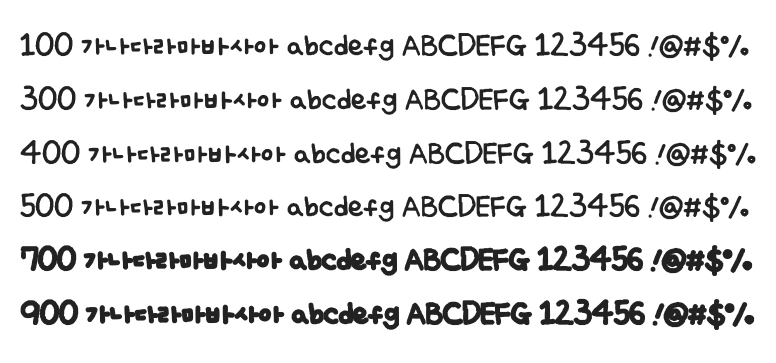 100 가나다라마바사아 abcdefg ABCDEFG 123456 !@#$%
300 가나다라마바사아 abcdefg ABCDEFG 123456 !@#$%
400 가나다라마바사아 abcdefg ABCDEFG 123456 !@#$%
500 가나다라마바사아 abcdefg ABCDEFG 123456 !@#$%
700 가나다라마바사아 abcdefg ABCDEFG 123456 !@#$%
900 가나다라마바사아 abcdefg ABCDEFG 123456 !@#$%